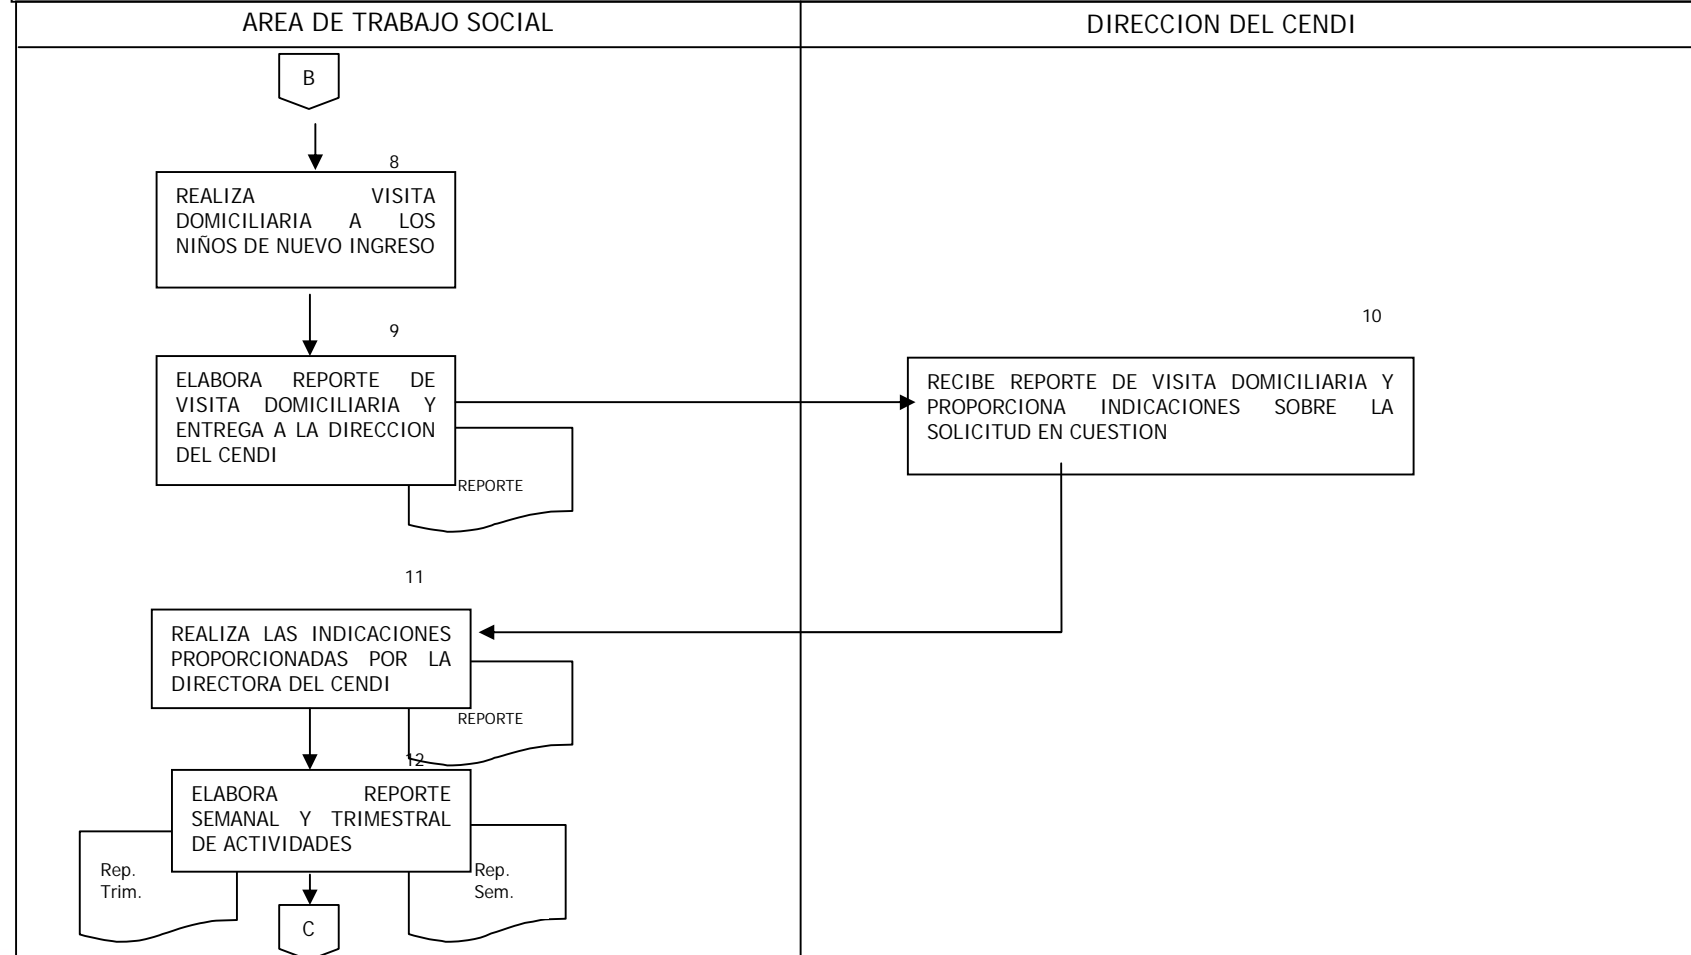 AREA DE TRABAJO SOCIAL
DIRECCION DEL CENDI
B
8
REALIZA VISITA
DOMICILIARIA A LOS
NIÑOS DE NUEVO INGRESO
9
ELABORA REPORTE DE
VISITA DOMICILIARIA Y
ENTREGA A LA DIRECCION
DEL CENDI
REPORTE
10
RECIBE REPORTE DE VISITA DOMICILIARIA Y
PROPORCIONA INDICACIONES SOBRE LA
SOLICITUD EN CUESTION
11
REALIZA LAS INDICACIONES
PROPORCIONADAS POR LA
DIRECTORA DEL CENDI
REPORTE
12
ELABORA REPORTE
SEMANAL Y TRIMESTRAL
DE ACTIVIDADES
Rep.
Trim.
Rep.
Sem.
C